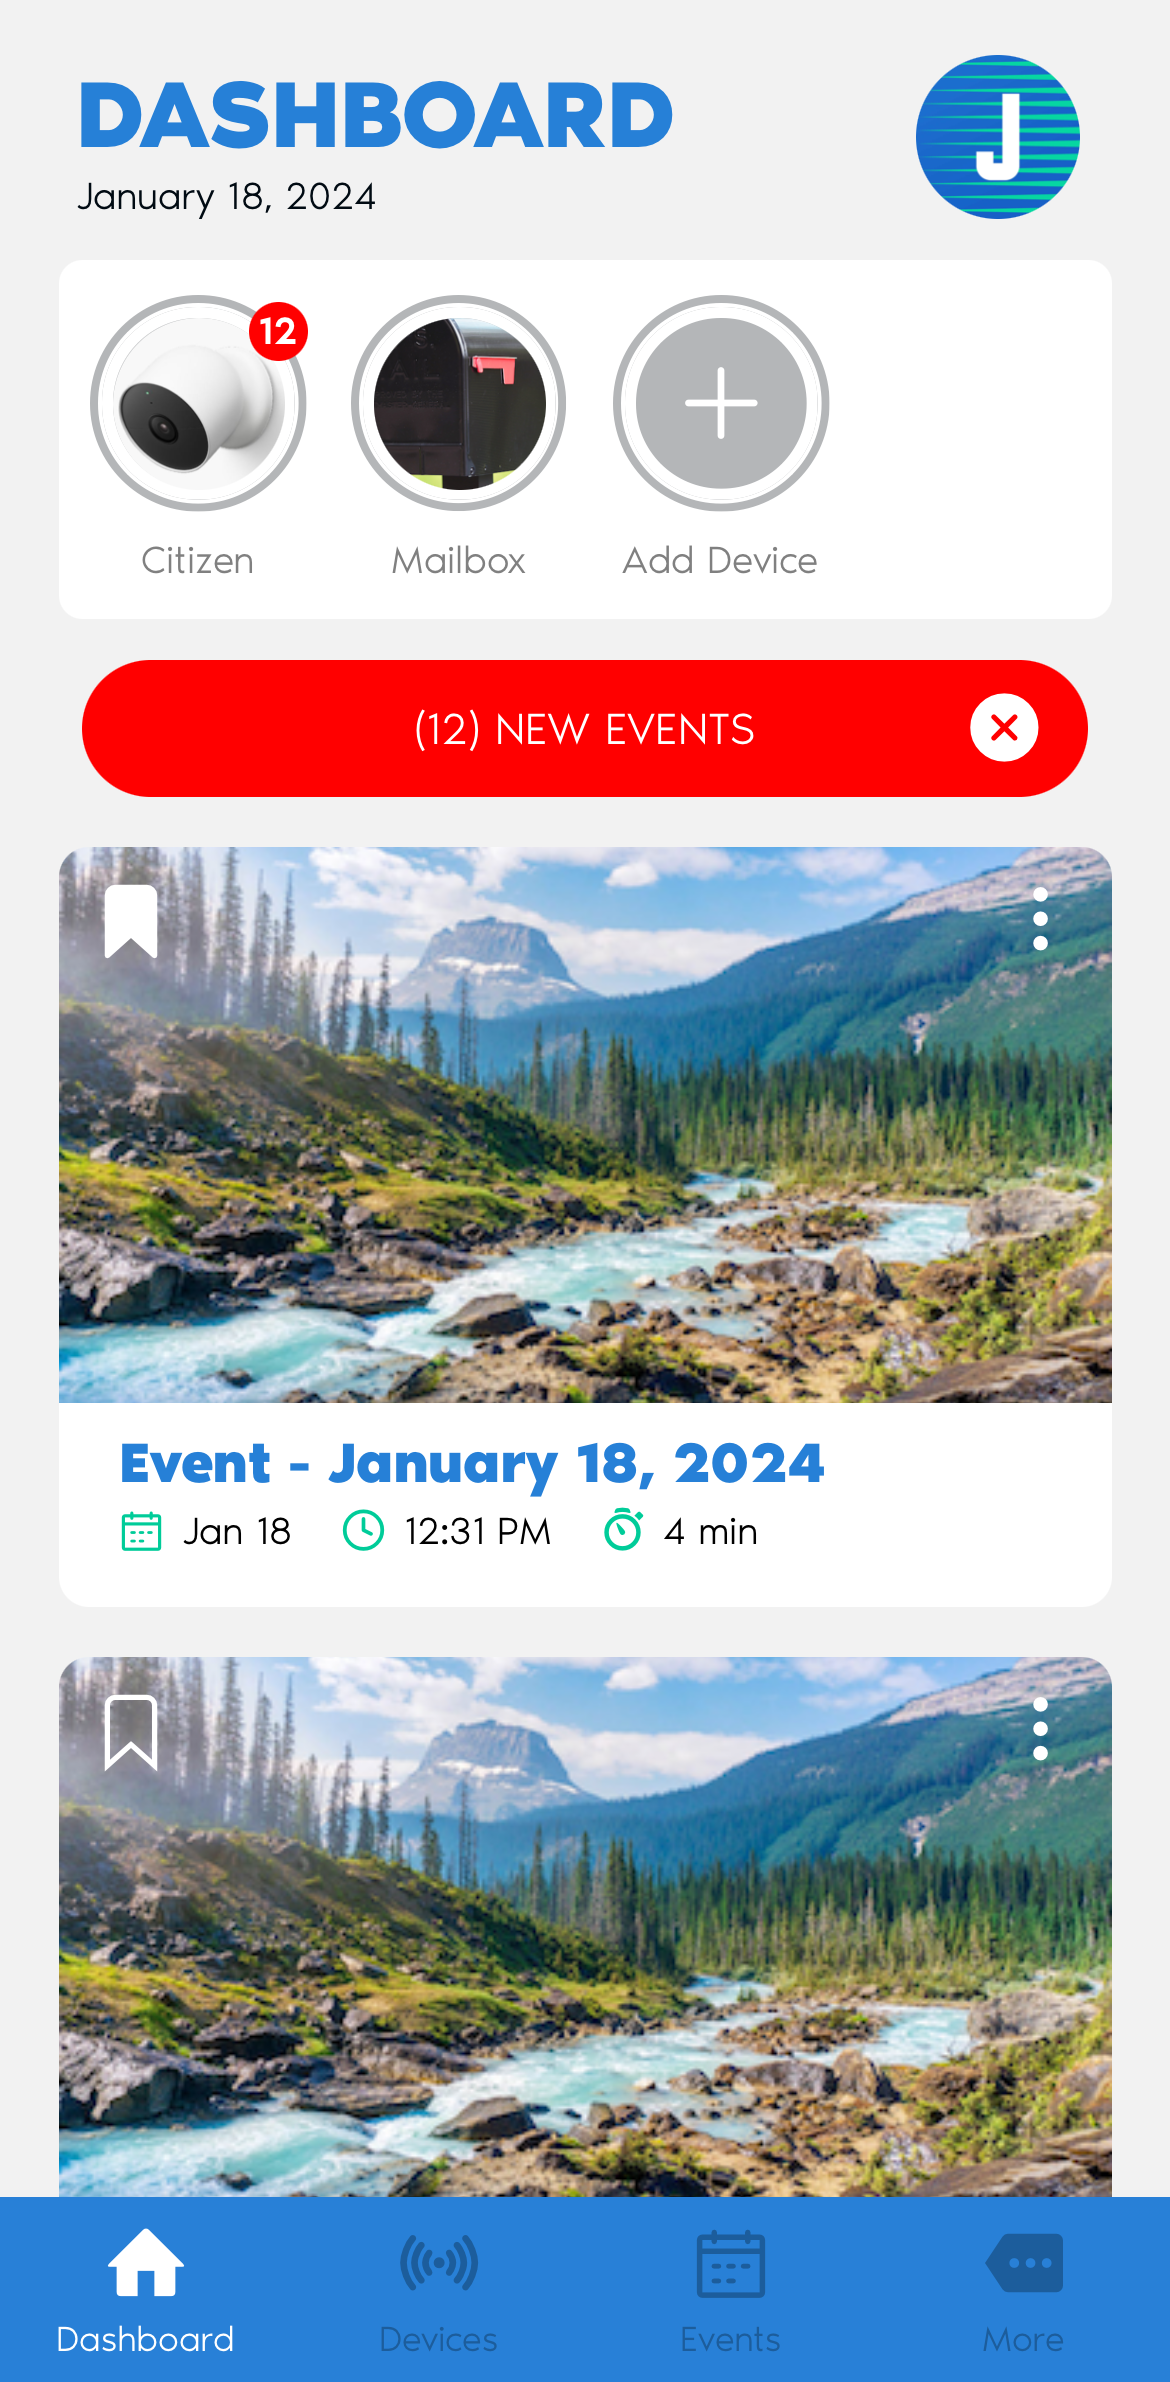 DASHBOARD
January 18, 2024
J
12
Citizen
Mailbox
Add Device
(12) NEW EVENTS
Event - January 18, 2024
Jan 18
12:31 PM
4 min
Dashboard
Devices
Events
More